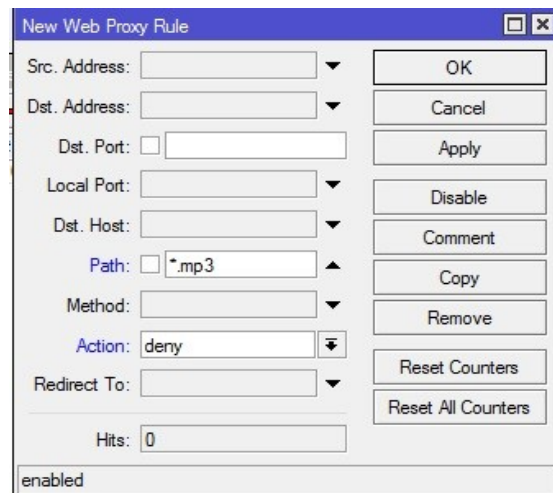 New Web Proxy Rule
Src. Address:
OK
Dst. Address:
Cancel
Dst. Port:
Apply
Local Port:
Disable
Dst. Host:
Comment
Path: *.mp3
Copy
Method:
Remove
Action: deny
Reset Counters
Redirect To:
Reset All Counters
Hits: 0
enabled